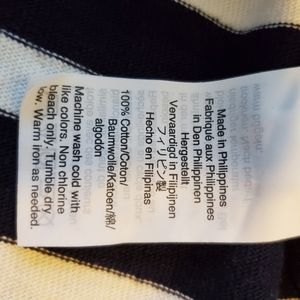 Made In Philippines
Fabriqué aux Philippines
in Den Philippinen
Hergestellt
Vervaardigd In Filipijnen
フィリピン製
Hecho en Filipinas
100% Cotton/Coton/
Baumwolle/Katoen/綿/
algodón
Machine wash cold with
like colors. Non chlorine
bleach only. Tumble dry
low. Warm iron as needed.